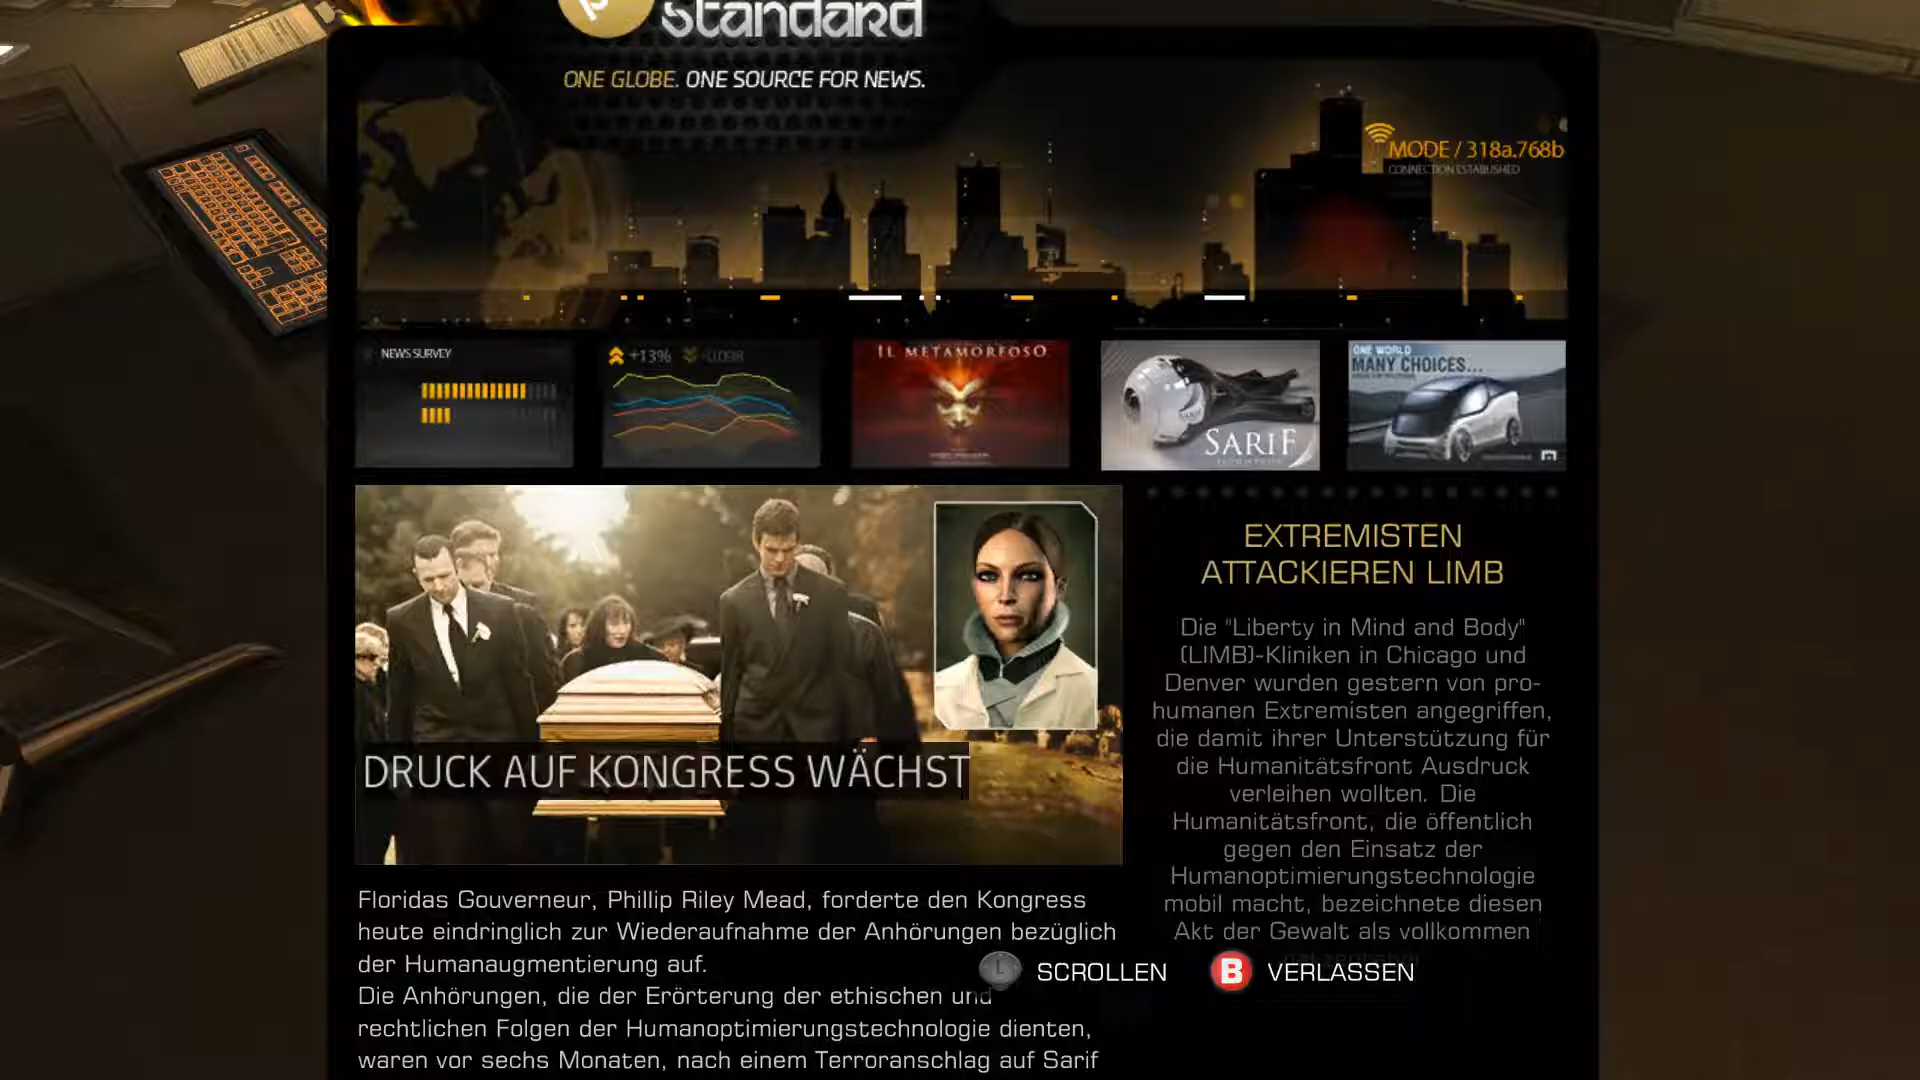 Standard
ONE GLOBE. ONE SOURCE FOR NEWS.
MODE / 318a.768b
CONNECTION ESTABLISHED
NEWS SURVEY
+13%
IL METAMORFOSO
SARIF
ONE WORLD
MANY CHOICES...
DRUCK AUF KONGRESS WÄCHST
Floridas Gouverneur, Phillip Riley Mead, forderte den Kongress
heute eindringlich zur Wiederaufnahme der Anhörungen bezüglich
der Humanaugmentierung auf.
Die Anhörungen, die der Erörterung der ethischen und
rechtlichen Folgen der Humanoptimierungstechnologie dienten,
waren vor sechs Monaten, nach einem Terroranschlag auf Sarif
EXTREMISTEN
ATTACKIEREN LIMB
Die "Liberty in Mind and Body"
(LIMB)-Kliniken in Chicago und
Denver wurden gestern von pro-
humanen Extremisten angegriffen,
die damit ihrer Unterstützung für
die Humanitätsfront Ausdruck
verleihen wollten. Die
Humanitätsfront, die öffentlich
gegen den Einsatz der
Humanoptimierungstechnologie
mobil macht, bezeichnete diesen
Akt der Gewalt als vollkommen
L SCROLLEN B VERLASSEN